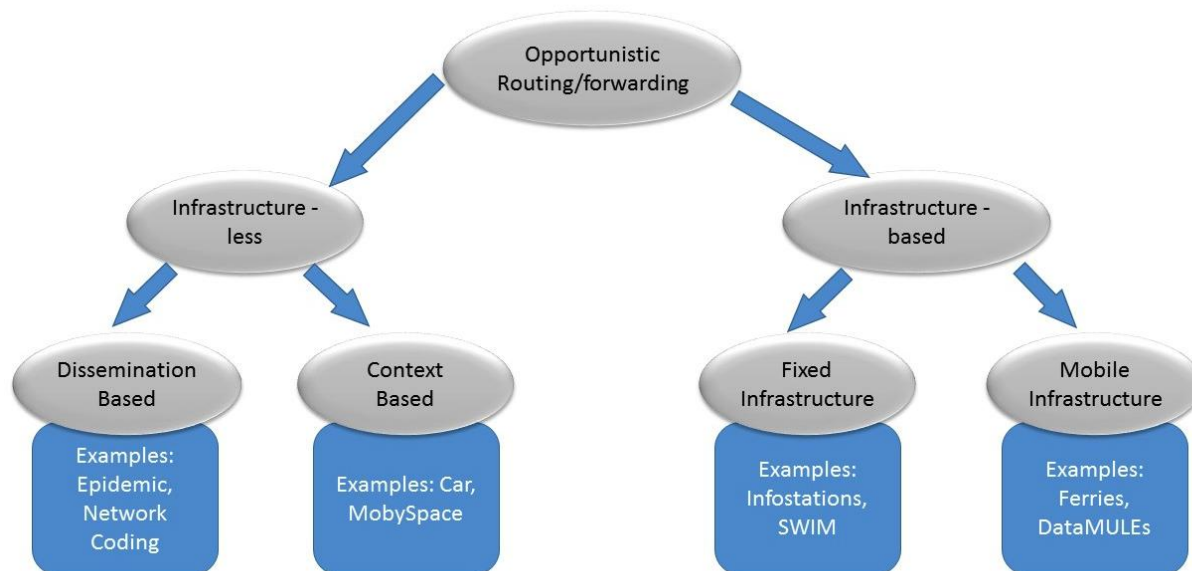 Opportunistic
Routing/forwarding
Infrastructure -
less
Infrastructure -
based
Dissemination
Based
Context
Based
Fixed
Infrastructure
Mobile
Infrastructure
Examples:
Epidemic,
Network
Coding
Examples: Car,
MobySpace
Examples:
Infostations,
SWIM
Examples:
Ferries,
DataMULEs